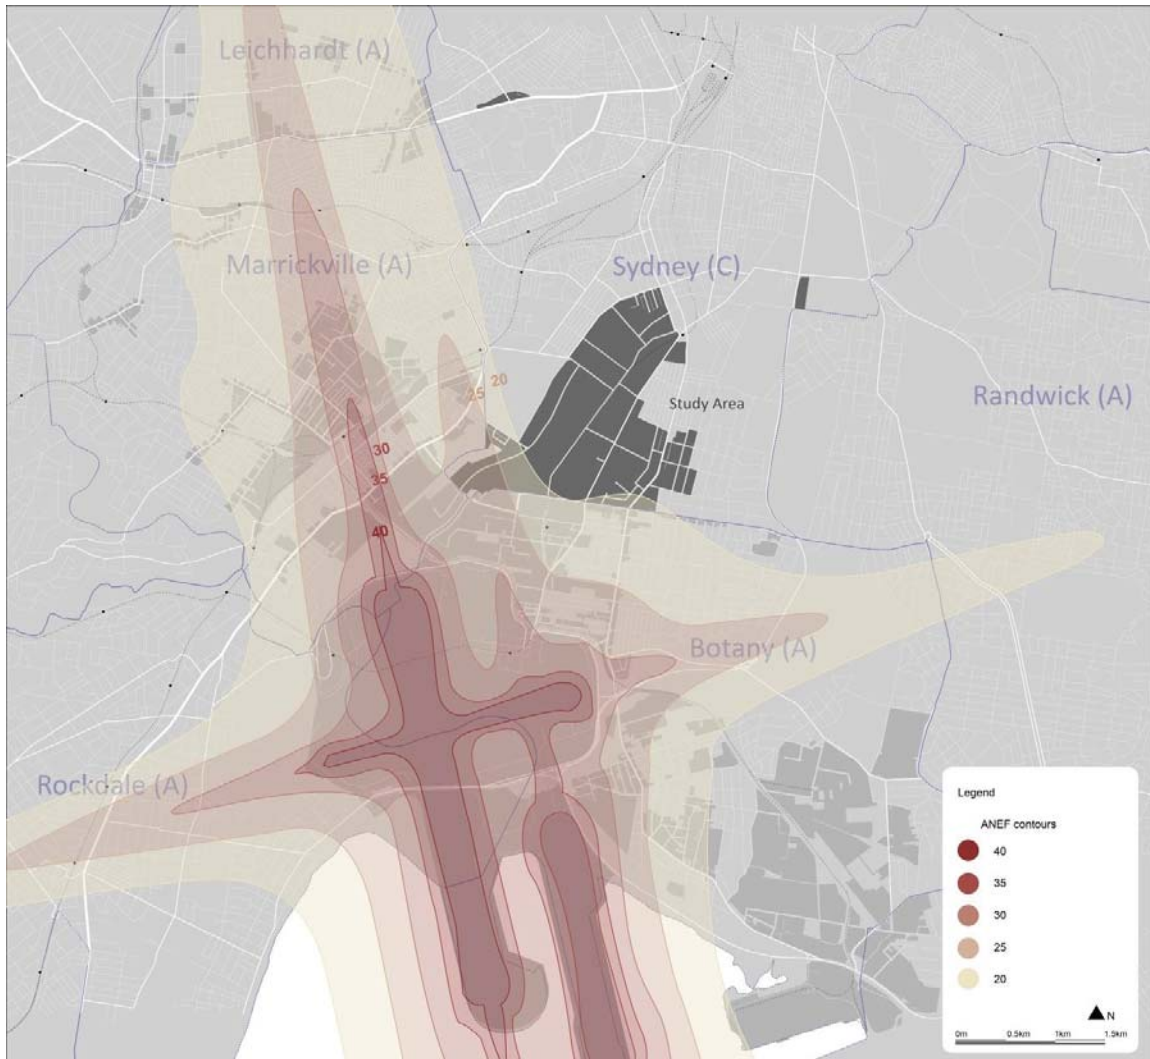 Leichhardt (A)
Marrickville (A)
Sydney (C)
20
25
Randwick (A)
Study Area
30
35
40
Botany (A)
Rockdale (A)
Legend
ANEF contours
40
35
30
25
20
N
0m 0.5km 1km 1.5km